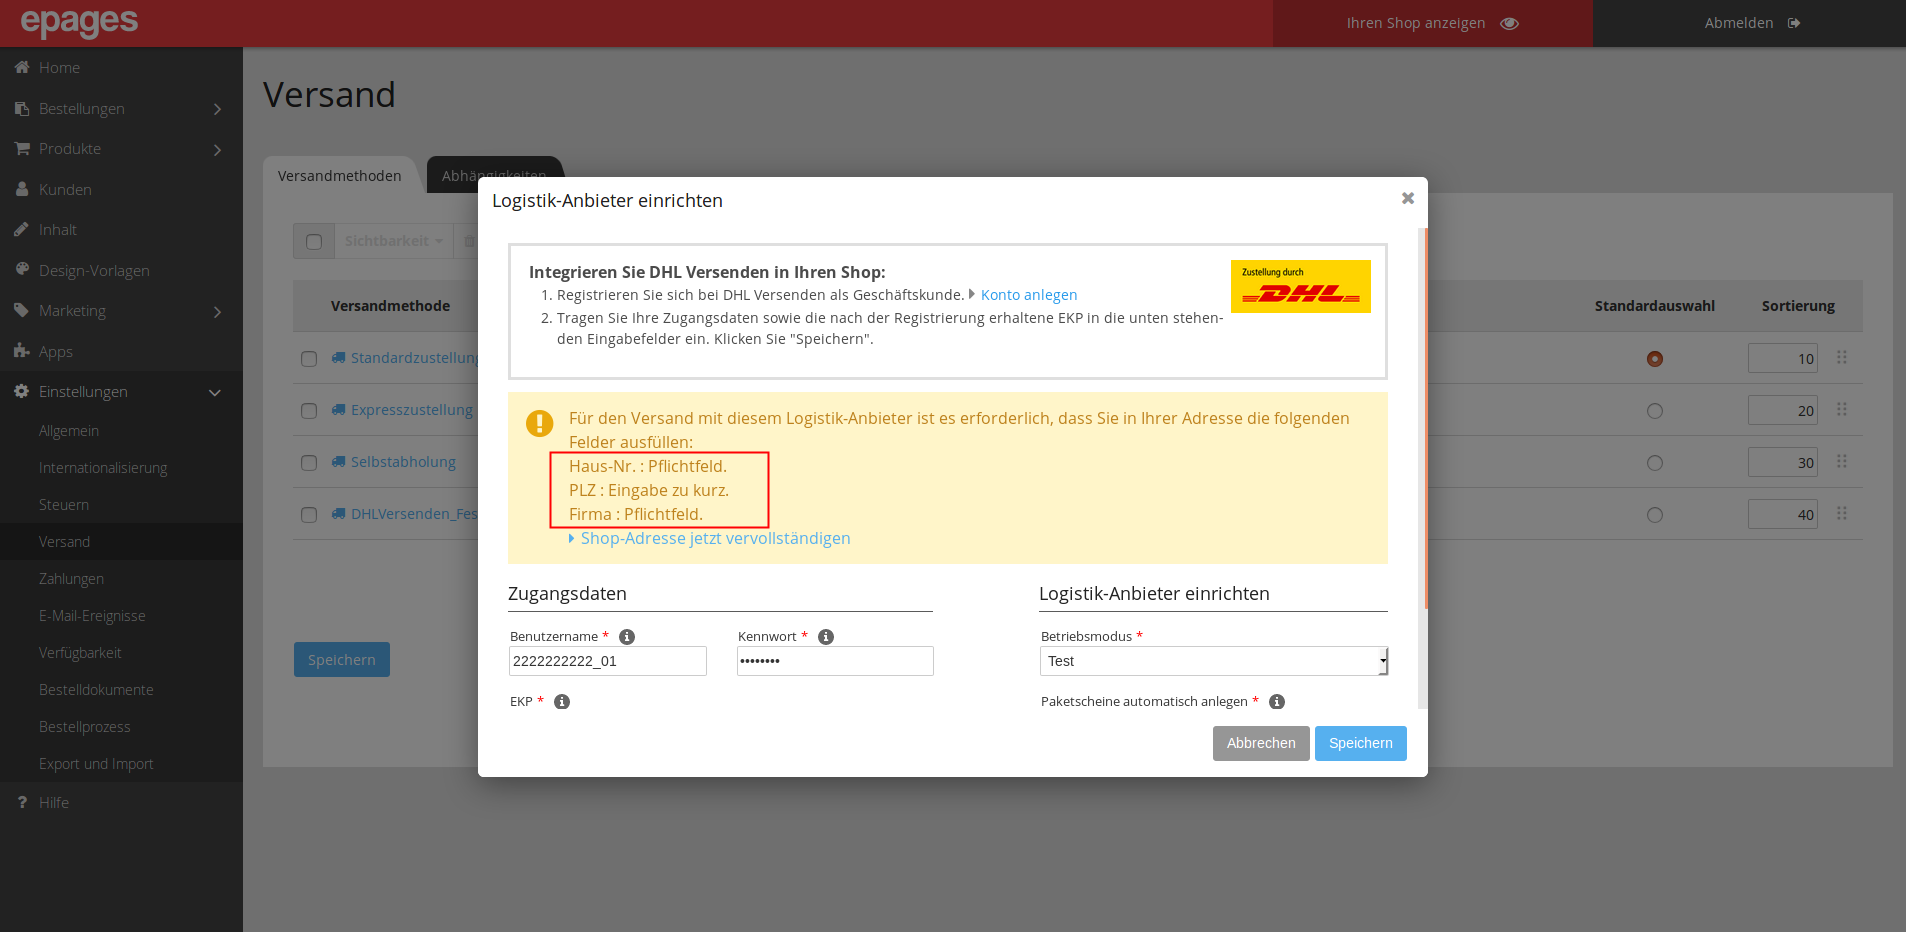 epages
Ihren Shop anzeigen
Abmelden
Home
Bestellungen
Produkte
Kunden
Inhalt
Design-Vorlagen
Marketing
Apps
Einstellungen
Allgemein
Internationalisierung
Steuern
Versand
Zahlungen
E-Mail-Ereignisse
Verfügbarkeit
Bestelldokumente
Bestellprozess
Export und Import
Hilfe
Versand
Versandmethoden
Abhängigkeiten
Sichtbarkeit
Versandmethode
Standardauswahl
Sortierung
Standardzustellung
10
Expresszustellung
20
Selbstabholung
30
DHLVersenden_Fes
40
Speichern
Logistik-Anbieter einrichten
Integrieren Sie DHL Versenden in Ihren Shop:
1. Registrieren Sie sich bei DHL Versenden als Geschäftskunde. Konto anlegen
2. Tragen Sie Ihre Zugangsdaten sowie die nach der Registrierung erhaltene EKP in die unten stehen-
den Eingabefelder ein. Klicken Sie "Speichern".
Zustellung durch
DHL
Für den Versand mit diesem Logistik-Anbieter ist es erforderlich, dass Sie in Ihrer Adresse die folgenden
Felder ausfüllen:
Haus-Nr. : Pflichtfeld.
PLZ : Eingabe zu kurz.
Firma : Pflichtfeld.
Shop-Adresse jetzt vervollständigen
Zugangsdaten
Logistik-Anbieter einrichten
Benutzername *
Kennwort *
Betriebsmodus *
2222222222_01
••••••••
Test
EKP *
Paketscheine automatisch anlegen *
Abbrechen
Speichern